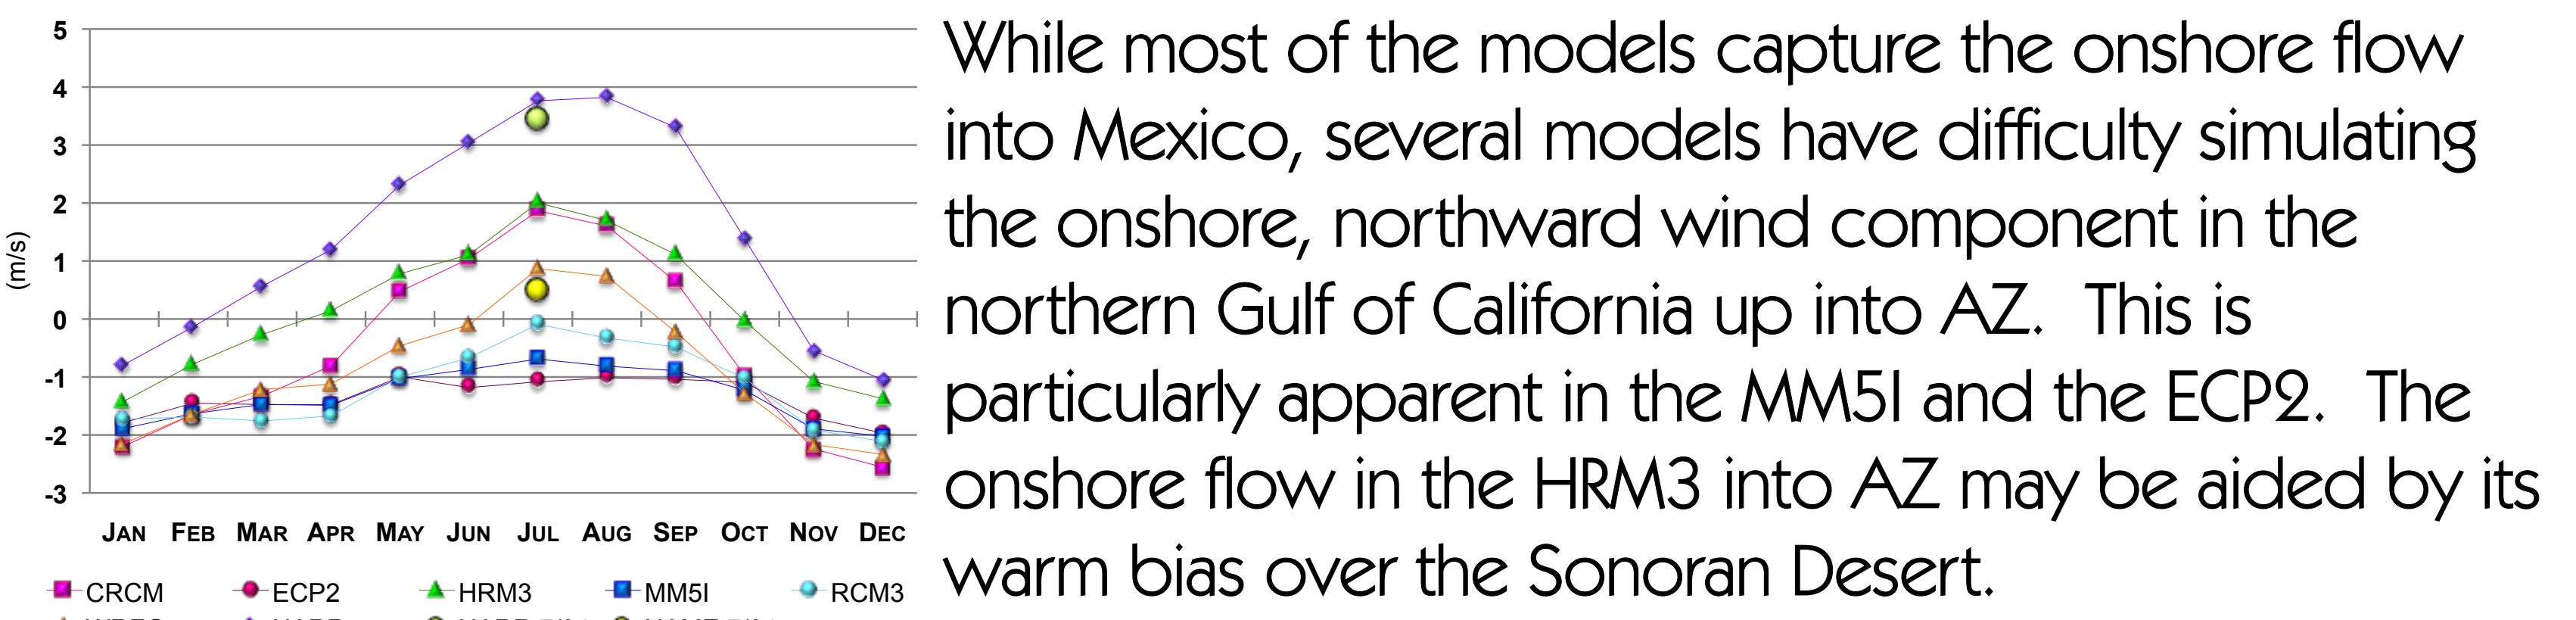 5
4
3
2
1
0
-1
-2
-3
(m/s)
JAN FEB MAR APR MAY JUN JUL AUG SEP OCT NOV DEC
CRCM ECP2 HRM3 MM5I RCM3
While most of the models capture the onshore flow
into Mexico, several models have difficulty simulating
the onshore, northward wind component in the
northern Gulf of California up into AZ. This is
particularly apparent in the MM5I and the ECP2. The
onshore flow in the HRM3 into AZ may be aided by its
warm bias over the Sonoran Desert.